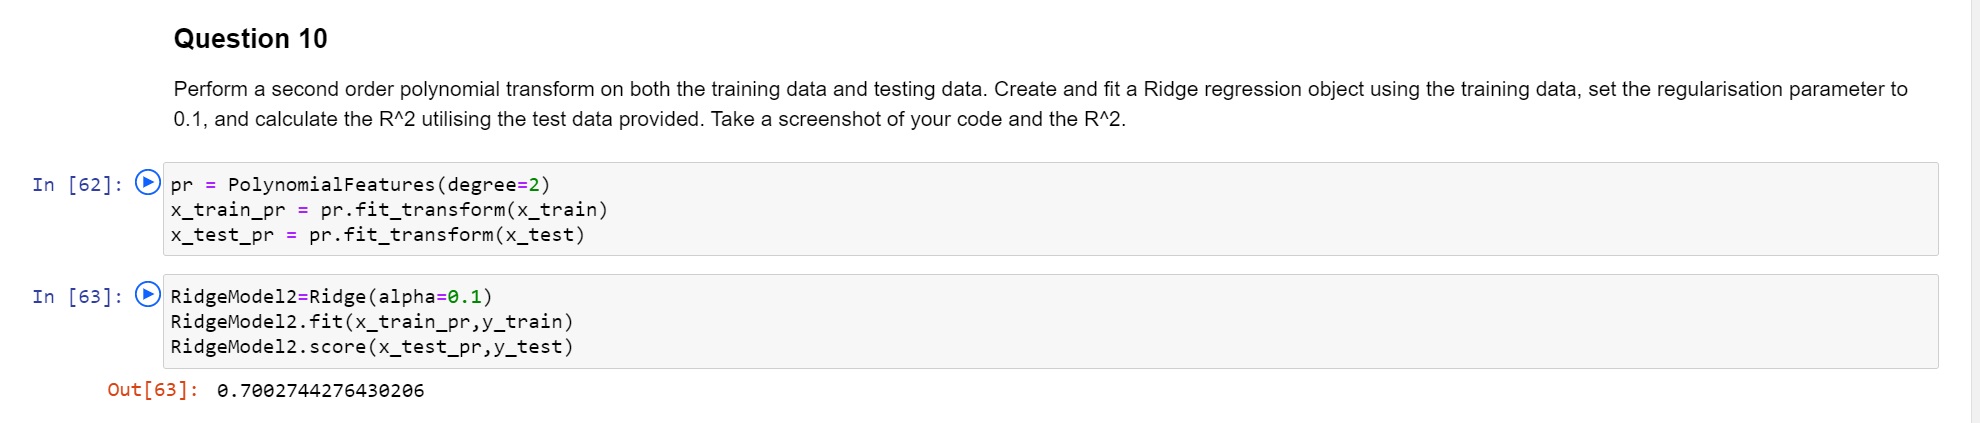 Question 10
Perform a second order polynomial transform on both the training data and testing data. Create and fit a Ridge regression object using the training data, set the regularisation parameter to
0.1, and calculate the R^2 utilising the test data provided. Take a screenshot of your code and the R^2.
In [62]: pr = PolynomialFeatures(degree=2)
x_train_pr = pr.fit_transform(x_train)
x_test_pr = pr.fit_transform(x_test)
In [63]: RidgeModel2=Ridge(alpha=0.1)
RidgeModel2.fit(x_train_pr,y_train)
RidgeModel2.score(x_test_pr,y_test)
Out[63]: 0.7002744276430206